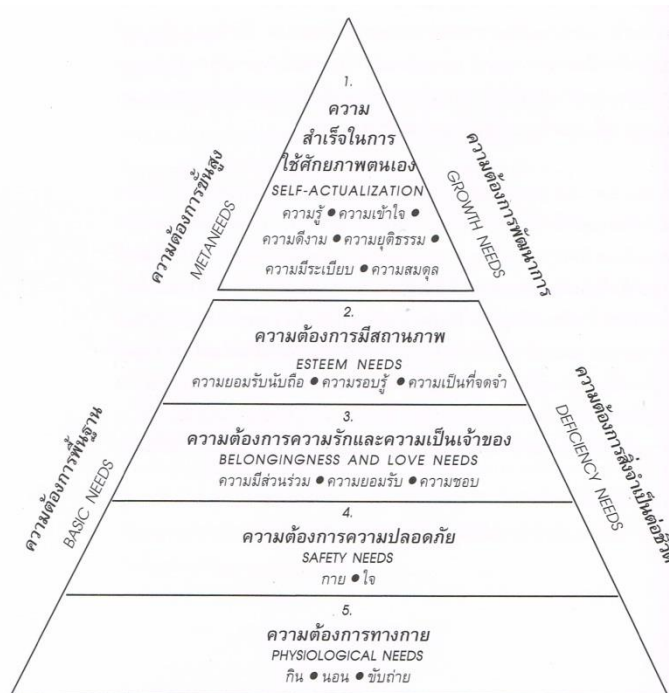 1.
ความ
สำเร็จในการ
ใช้ศักยภาพตนเอง
SELF-ACTUALIZATION
ความรู้ ● ความเข้าใจ ●
ความดีงาม ● ความยุติธรรม ●
ความมีระเบียบ ● ความสมดุล
ความต้องการขั้นสูง
METANEEDS
ความต้องการพัฒนาการ
GROWTH NEEDS
2.
ความต้องการมีสถานภาพ
ESTEEM NEEDS
ความยอมรับนับถือ ● ความรอบรู้ ● ความเป็นที่จดจำ
3.
ความต้องการความรักและความเป็นเจ้าของ
BELONGINGNESS AND LOVE NEEDS
ความมีส่วนร่วม ● ความยอมรับ ● ความชอบ
ความต้องการพื้นฐาน
BASIC NEEDS
ความต้องการสิ่งจำเป็นต่อชีวิต
DEFICIENCY NEEDS
4.
ความต้องการความปลอดภัย
SAFETY NEEDS
กาย ● ใจ
5.
ความต้องการทางกาย
PHYSIOLOGICAL NEEDS
กิน ● นอน ● ขับถ่าย